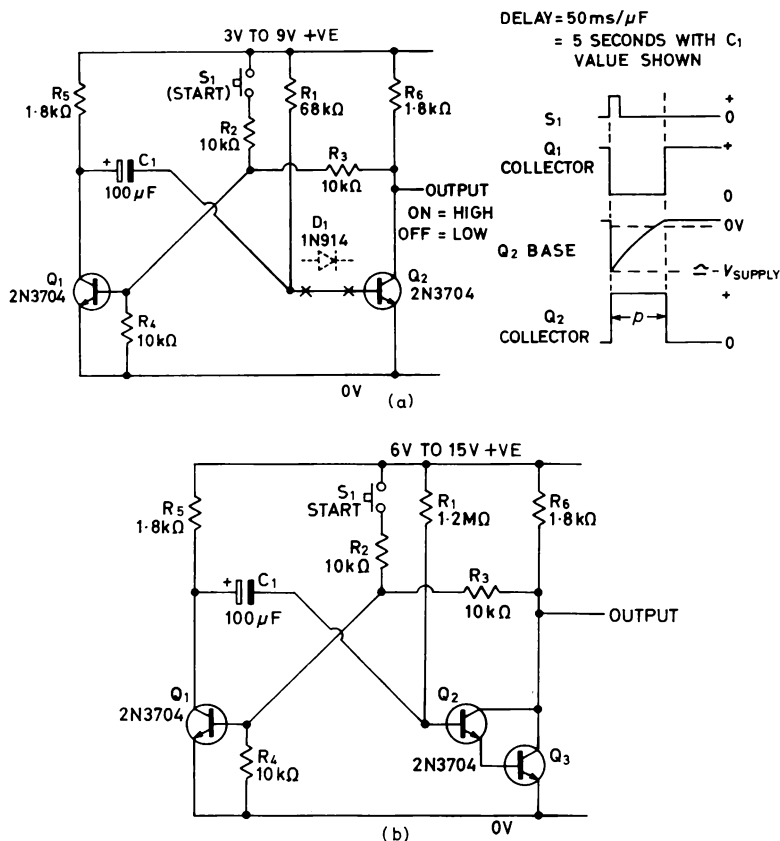 3V TO 9V +VE
S1
(START)
R5
1·8kΩ
R1
68kΩ
R6
1·8kΩ
R2
10kΩ
R3
10kΩ
+ C1
100μF
OUTPUT
ON = HIGH
OFF = LOW
D1
1N914
Q1
2N3704
Q2
2N3704
R4
10kΩ
0V
(a)
DELAY = 50ms/μF
= 5 SECONDS WITH C1
VALUE SHOWN
S1
+
0
Q1
COLLECTOR
+
0
Q2 BASE
0V
≃ -VSUPPLY
Q2
COLLECTOR
p
+
0
6V TO 15V +VE
R5
1·8kΩ
S1
START
R1
1·2MΩ
R6
1·8kΩ
R2
10kΩ
R3
10kΩ
+ C1
100μF
OUTPUT
Q1
2N3704
Q2
2N3704
Q3
R4
10kΩ
0V
(b)